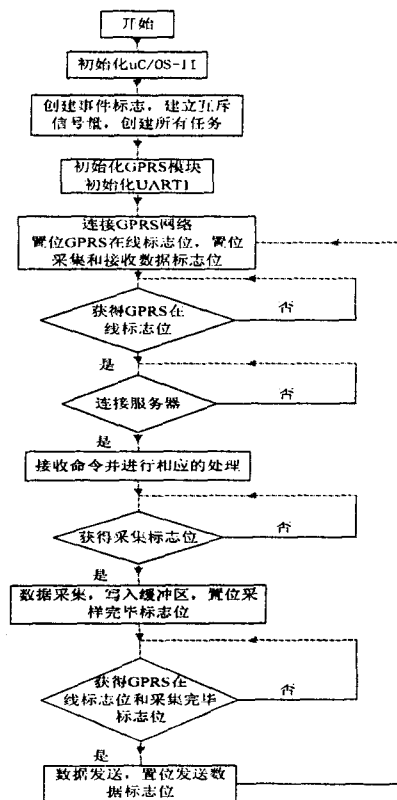 开始
初始化uC/OS-II
创建事件标志，建立互斥
信号量，创建所有任务
初始化GPRS模块
初始化UART1
连接GPRS网络
置位GPRS在线标志位，置位
采集和接收数据标志位
获得GPRS在
线标志位
否
是
连接服务器
否
是
接收命令并进行相应的处理
获得采集标志位
否
是
数据采集，写入缓冲区，置位采
样完毕标志位
获得GPRS在
线标志位和采集完毕
标志位
否
是
数据发送，置位发送数
据标志位